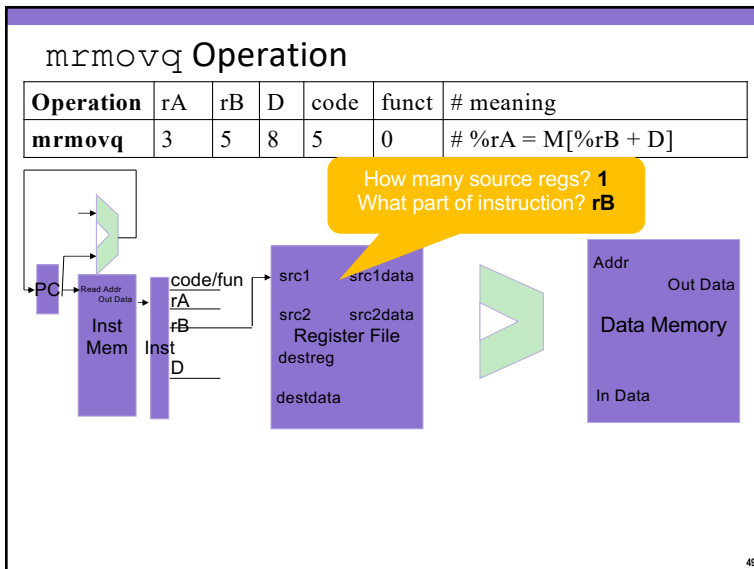 mrmovq Operation
Operation rA rB D code funct # meaning
mrmovq 3 5 8 5 0 # %rA = M[%rB + D]
How many source regs? 1
What part of instruction? rB
PC
Read Addr
Out Data
Inst
Mem
Inst
code/fun
rA
rB
D
src1 src1data
src2 src2data
Register File
destreg
destdata
Addr
Out Data
Data Memory
In Data
49